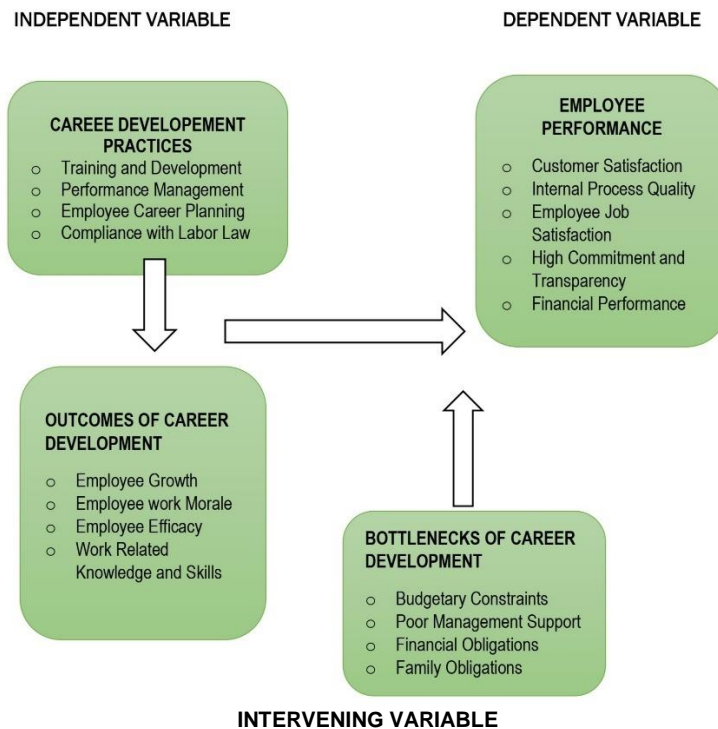 INDEPENDENT VARIABLE
DEPENDENT VARIABLE
CAREEE DEVELOPEMENT
PRACTICES
o Training and Development
o Performance Management
o Employee Career Planning
o Compliance with Labor Law
EMPLOYEE
PERFORMANCE
o Customer Satisfaction
o Internal Process Quality
o Employee Job
Satisfaction
o High Commitment and
Transparency
o Financial Performance
OUTCOMES OF CAREER
DEVELOPMENT
o Employee Growth
o Employee work Morale
o Employee Efficacy
o Work Related
Knowledge and Skills
BOTTLENECKS OF CAREER
DEVELOPMENT
o Budgetary Constraints
o Poor Management Support
o Financial Obligations
o Family Obligations
INTERVENING VARIABLE